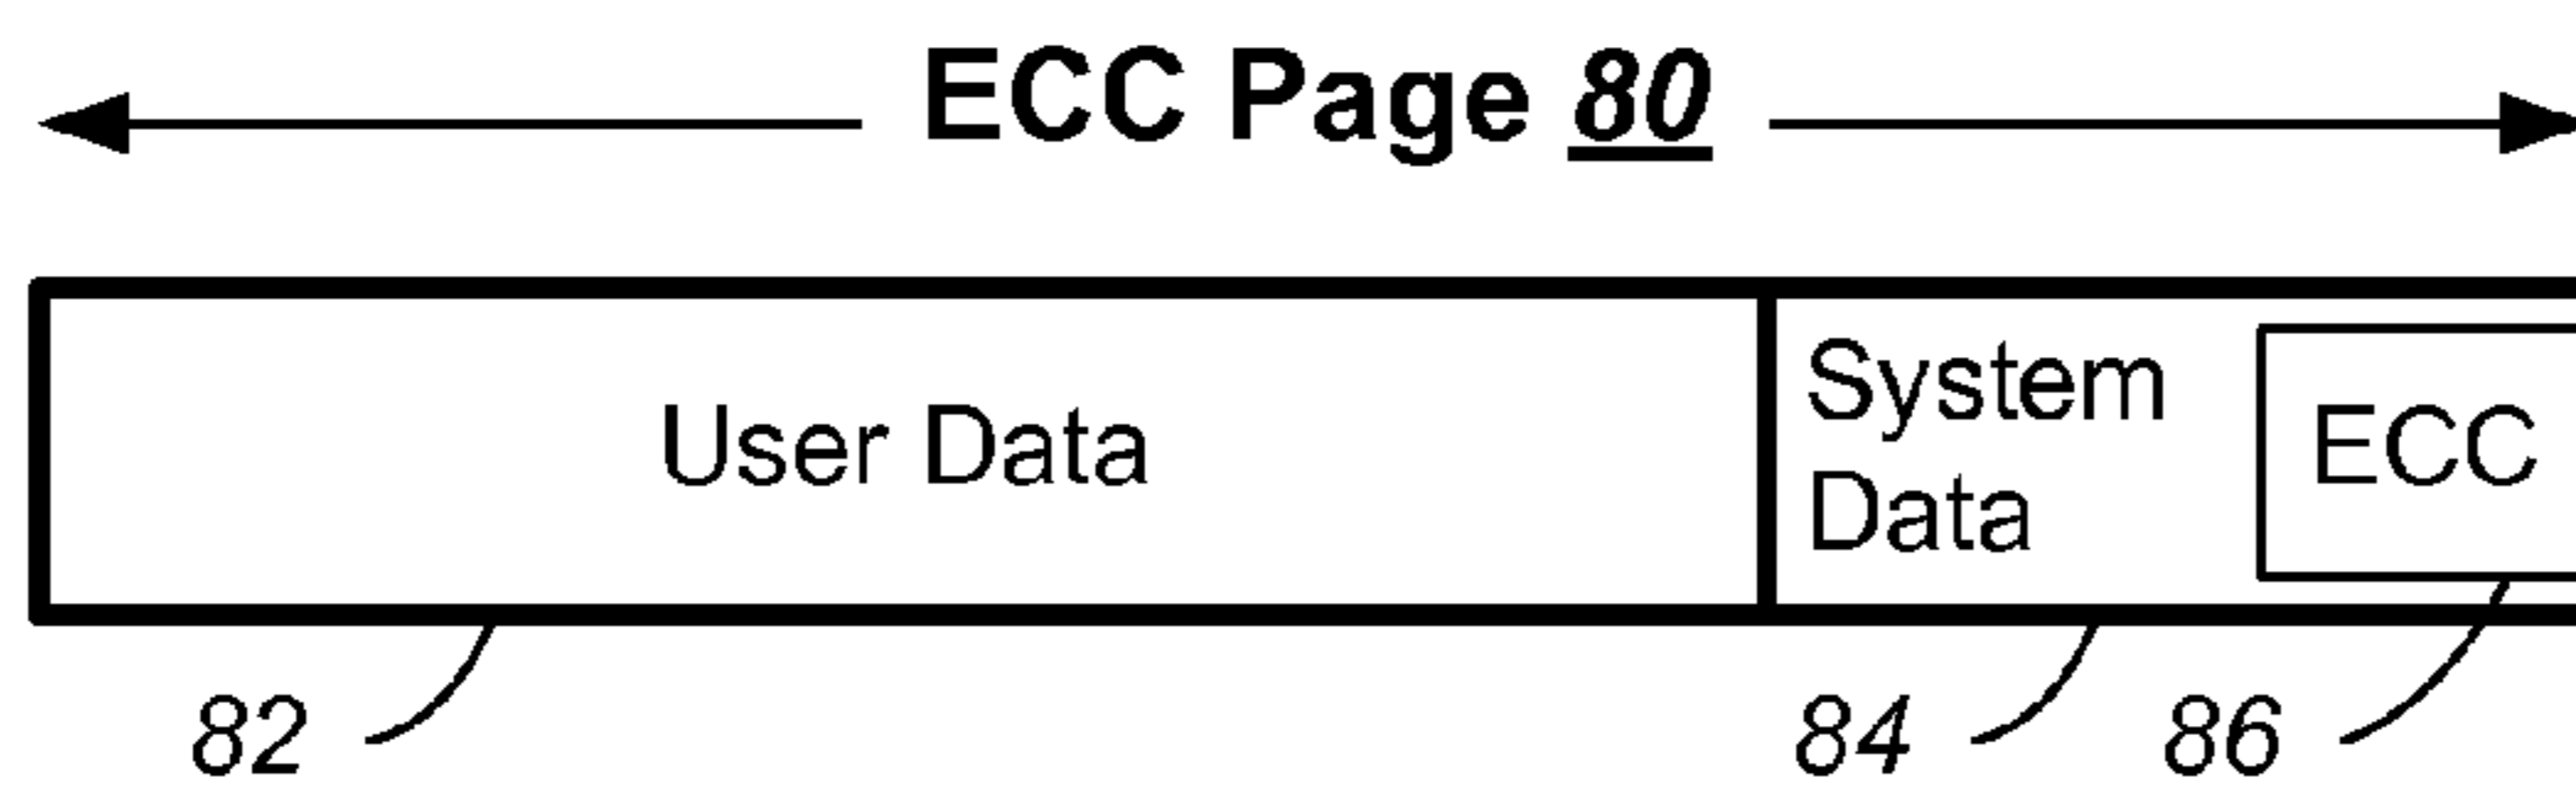 ECC Page 80
User Data
System
Data
ECC
82
84
86